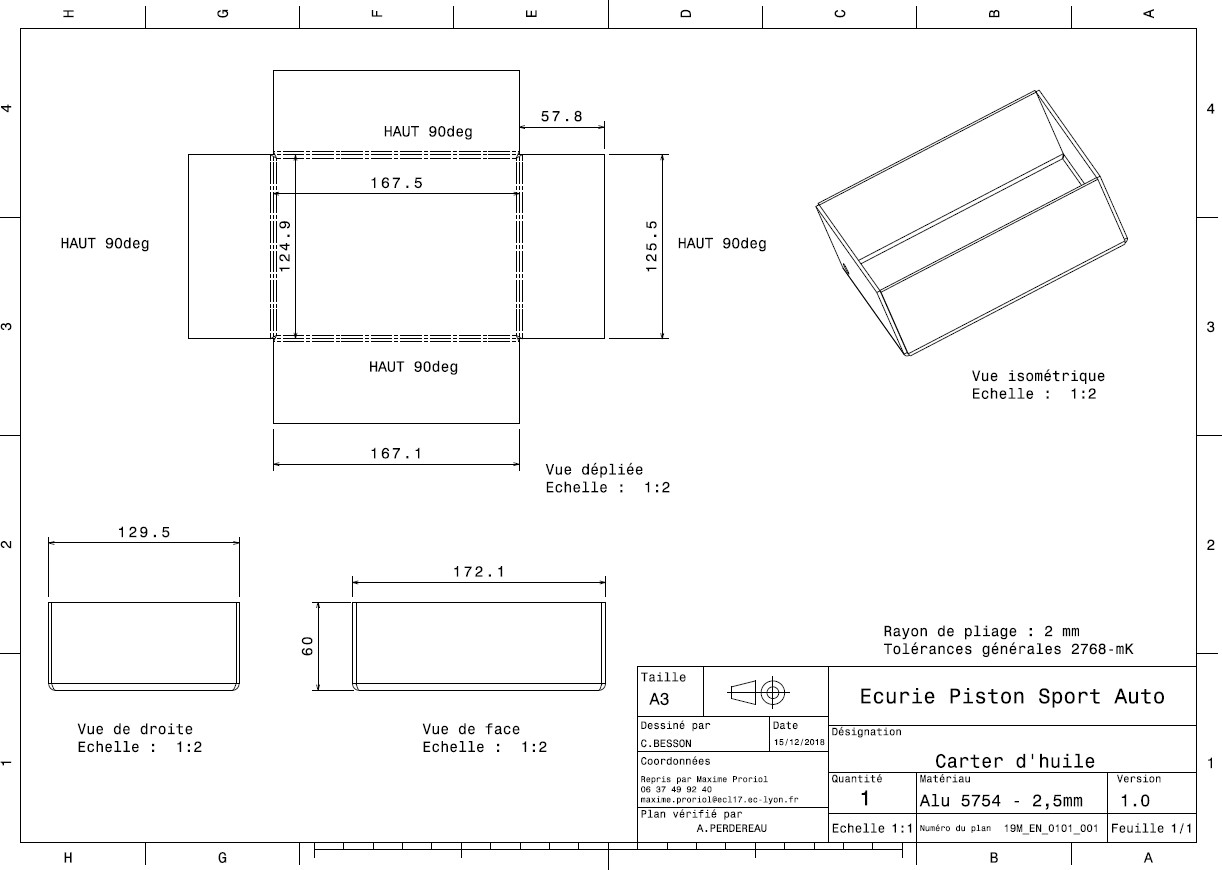 H G F E D C B A
4
HAUT 90deg
57.8
4
167.5
HAUT 90deg
124.9
125.5
HAUT 90deg
3
3
HAUT 90deg
Vue isométrique
Echelle : 1:2
167.1
Vue dépliée
Echelle : 1:2
129.5
2
2
172.1
60
Rayon de pliage : 2 mm
Tolérances générales 2768-mK
Vue de droite
Echelle : 1:2
Vue de face
Echelle : 1:2
Taille
A3
Ecurie Piston Sport Auto
Dessiné par
C.BESSON
Date
15/12/2018
Désignation
Carter d'huile
1
1
Coordonnées
Repris par Maxime Proriol
06 37 49 92 40
maxime.proriol@ecl17.ec-lyon.fr
Quantité
1
Matériau
Alu 5754 - 2,5mm
Version
1.0
Plan vérifié par
A.PERDEREAU
Echelle 1:1
Numéro du plan 19M_EN_0101_001
Feuille 1/1
H G B A